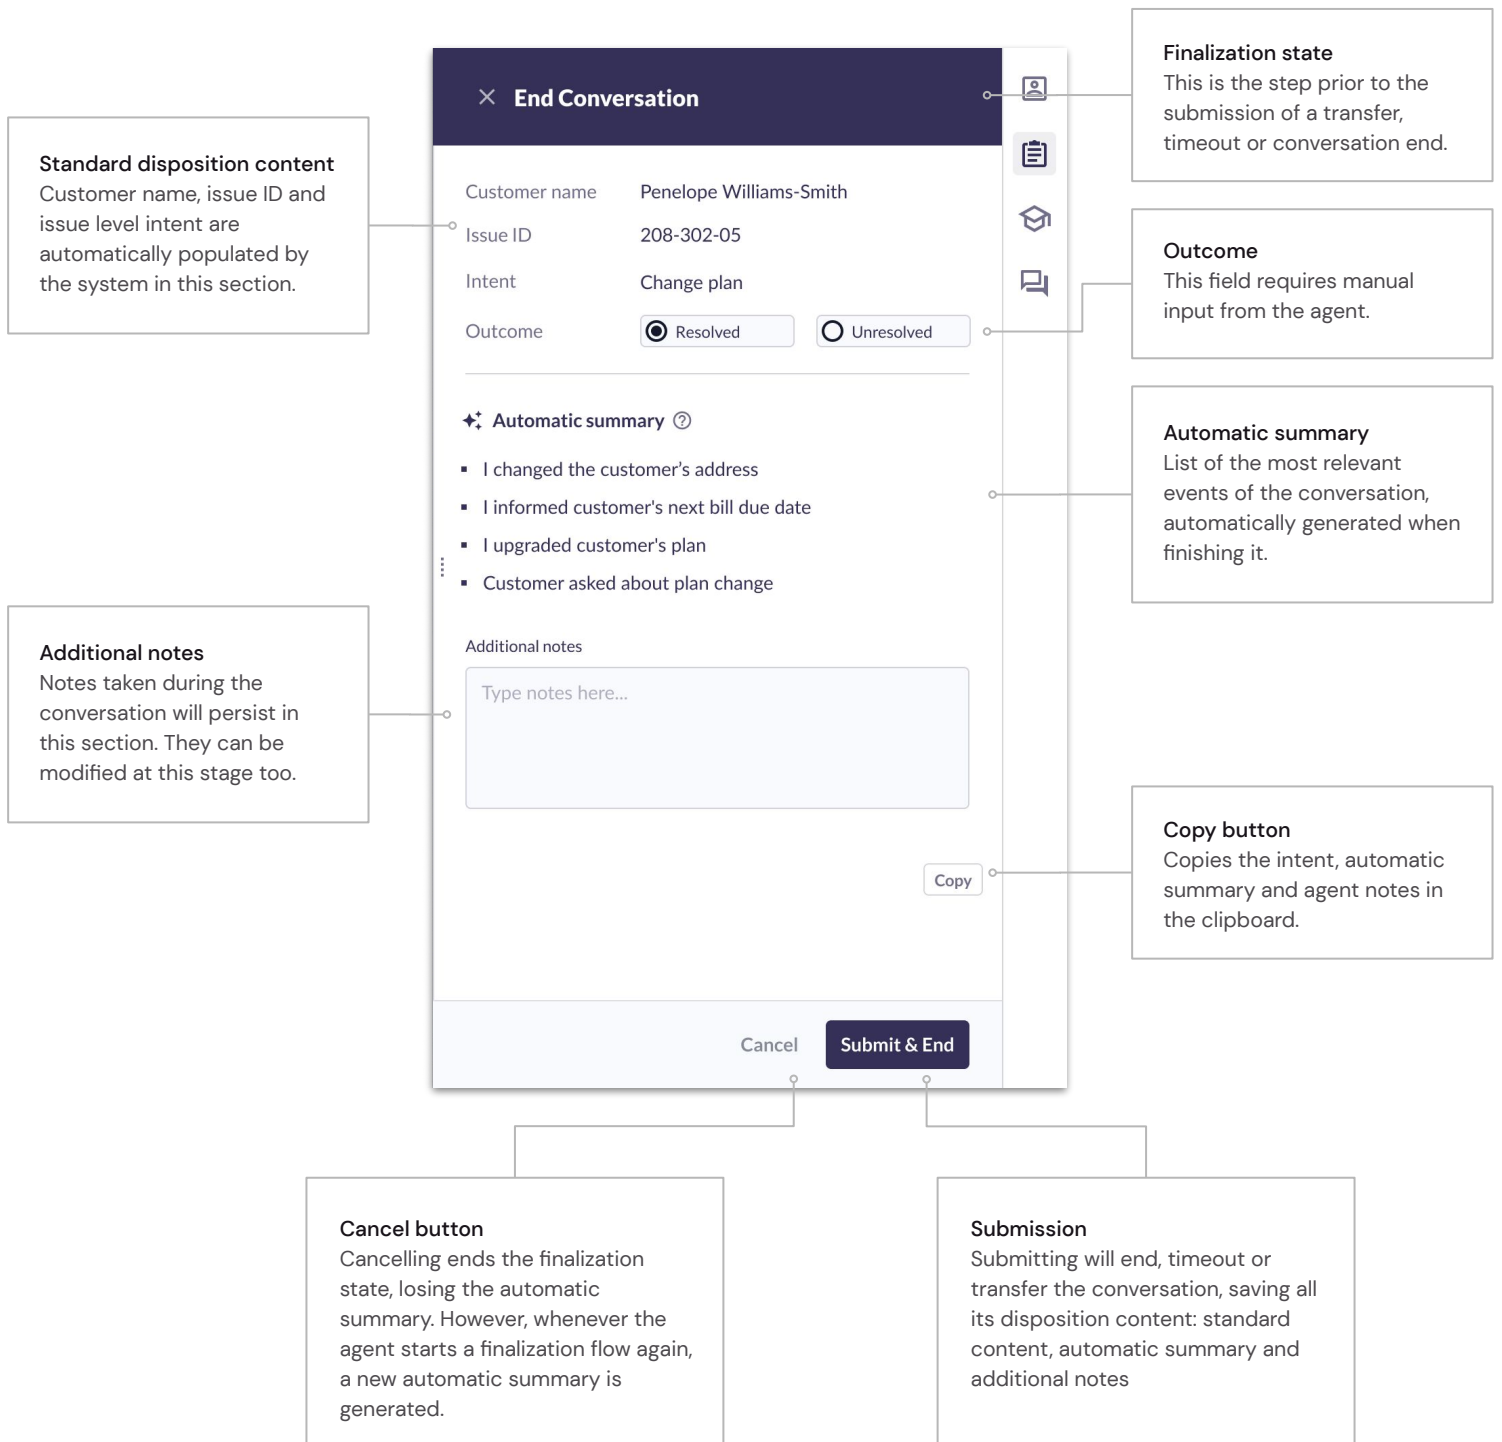 Finalization state
This is the step prior to the
submission of a transfer,
timeout or conversation end.
End Conversation
Standard disposition content
Customer name, issue ID and
issue level intent are
automatically populated by
the system in this section.
Customer name Penelope Williams-Smith
Issue ID 208-302-05
Intent Change plan
Outcome Resolved Unresolved
Outcome
This field requires manual
input from the agent.
Automatic summary
I changed the customer’s address
I informed customer's next bill due date
I upgraded customer's plan
Customer asked about plan change
Automatic summary
List of the most relevant
events of the conversation,
automatically generated when
finishing it.
Additional notes
Notes taken during the
conversation will persist in
this section. They can be
modified at this stage too.
Additional notes
Type notes here...
Copy
Copy button
Copies the intent, automatic
summary and agent notes in
the clipboard.
Cancel Submit & End
Cancel button
Cancelling ends the finalization
state, losing the automatic
summary. However, whenever the
agent starts a finalization flow again,
a new automatic summary is
generated.
Submission
Submitting will end, timeout or
transfer the conversation, saving all
its disposition content: standard
content, automatic summary and
additional notes